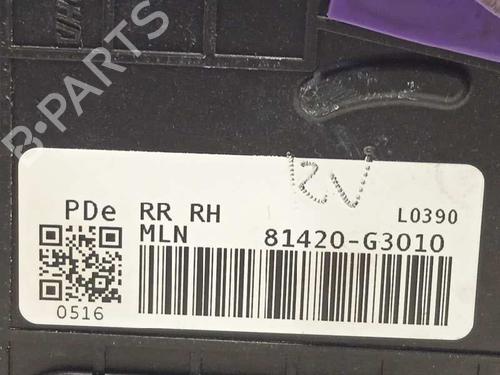 B-PARTS
PDe RR RH L0390
MLN 81420-G3010
0516